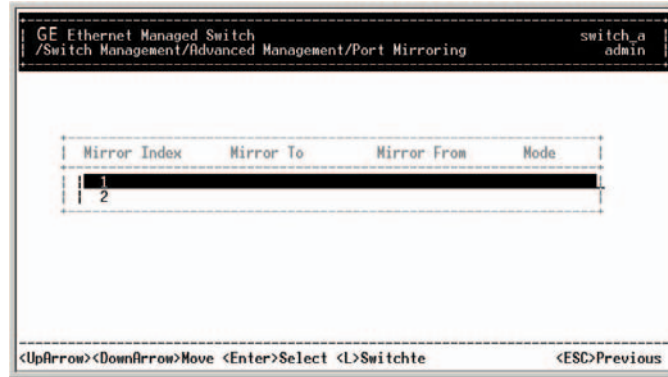 GE Ethernet Managed Switch switch_a
/Switch Management/Advanced Management/Port Mirroring admin
Mirror Index Mirror To Mirror From Mode
1
2
<UpArrow><DownArrow>Move <Enter>Select <L>Switchte <ESC>Previous